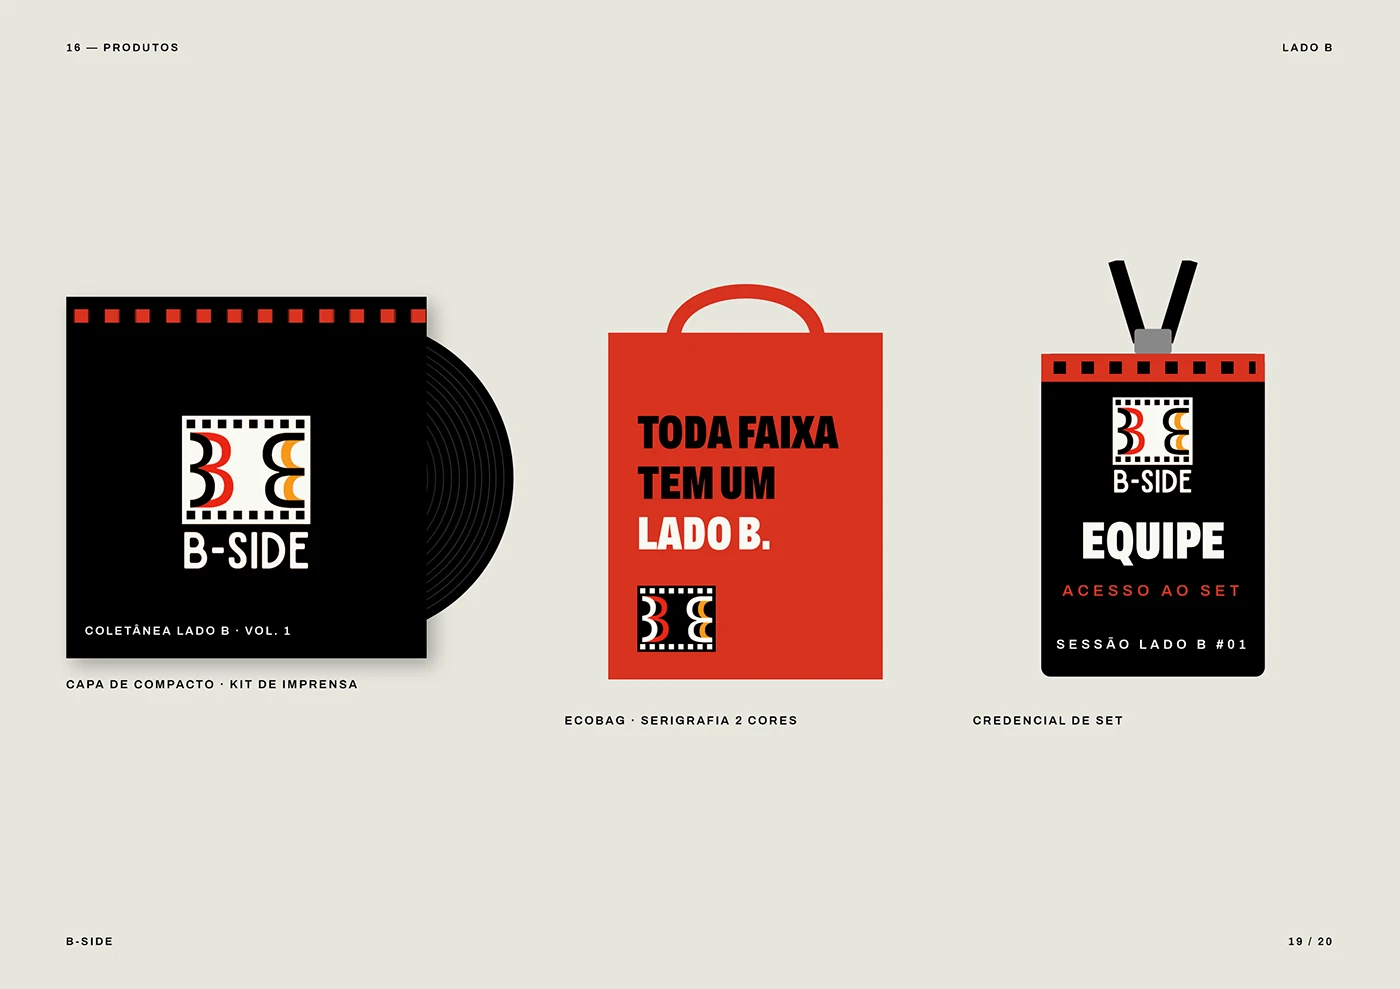 16 — PRODUTOS
LADO B
B-SIDE
COLETÂNEA LADO B · VOL. 1
CAPA DE COMPACTO · KIT DE IMPRENSA
TODA FAIXA
TEM UM
LADO B.
ECOBAG · SERIGRAFIA 2 CORES
B-SIDE
EQUIPE
ACESSO AO SET
SESSÃO LADO B #01
CREDENCIAL DE SET
B-SIDE
19 / 20